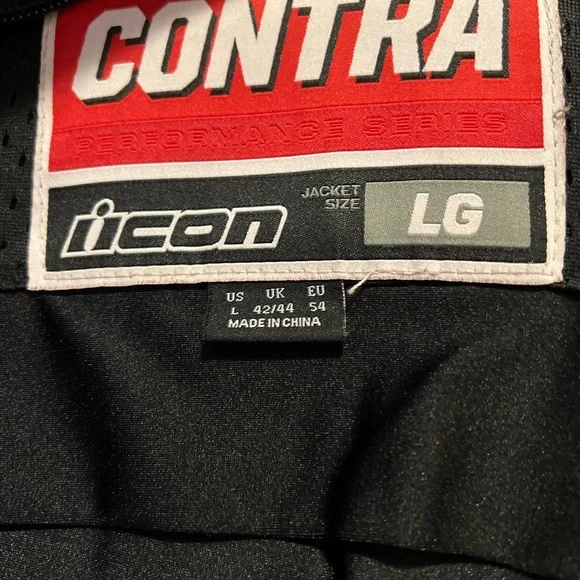 CONTRA
PERFORMANCE SERIES
icon
JACKET
SIZE
LG
US UK EU
L 42/44 54
MADE IN CHINA